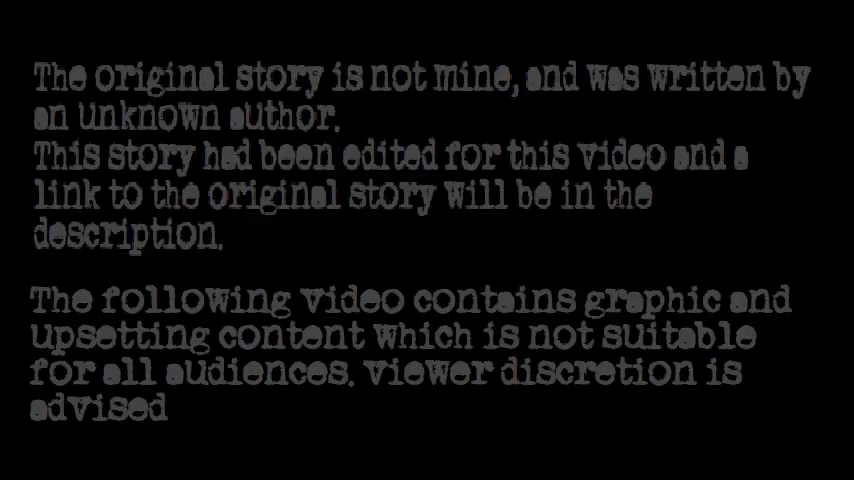 The original story is not mine, and was written by
an unknown author.
This story had been edited for this video and a
link to the original story will be in the
description.
The following video contains graphic and
upsetting content which is not suitable
for all audiences. viewer discretion is
advised